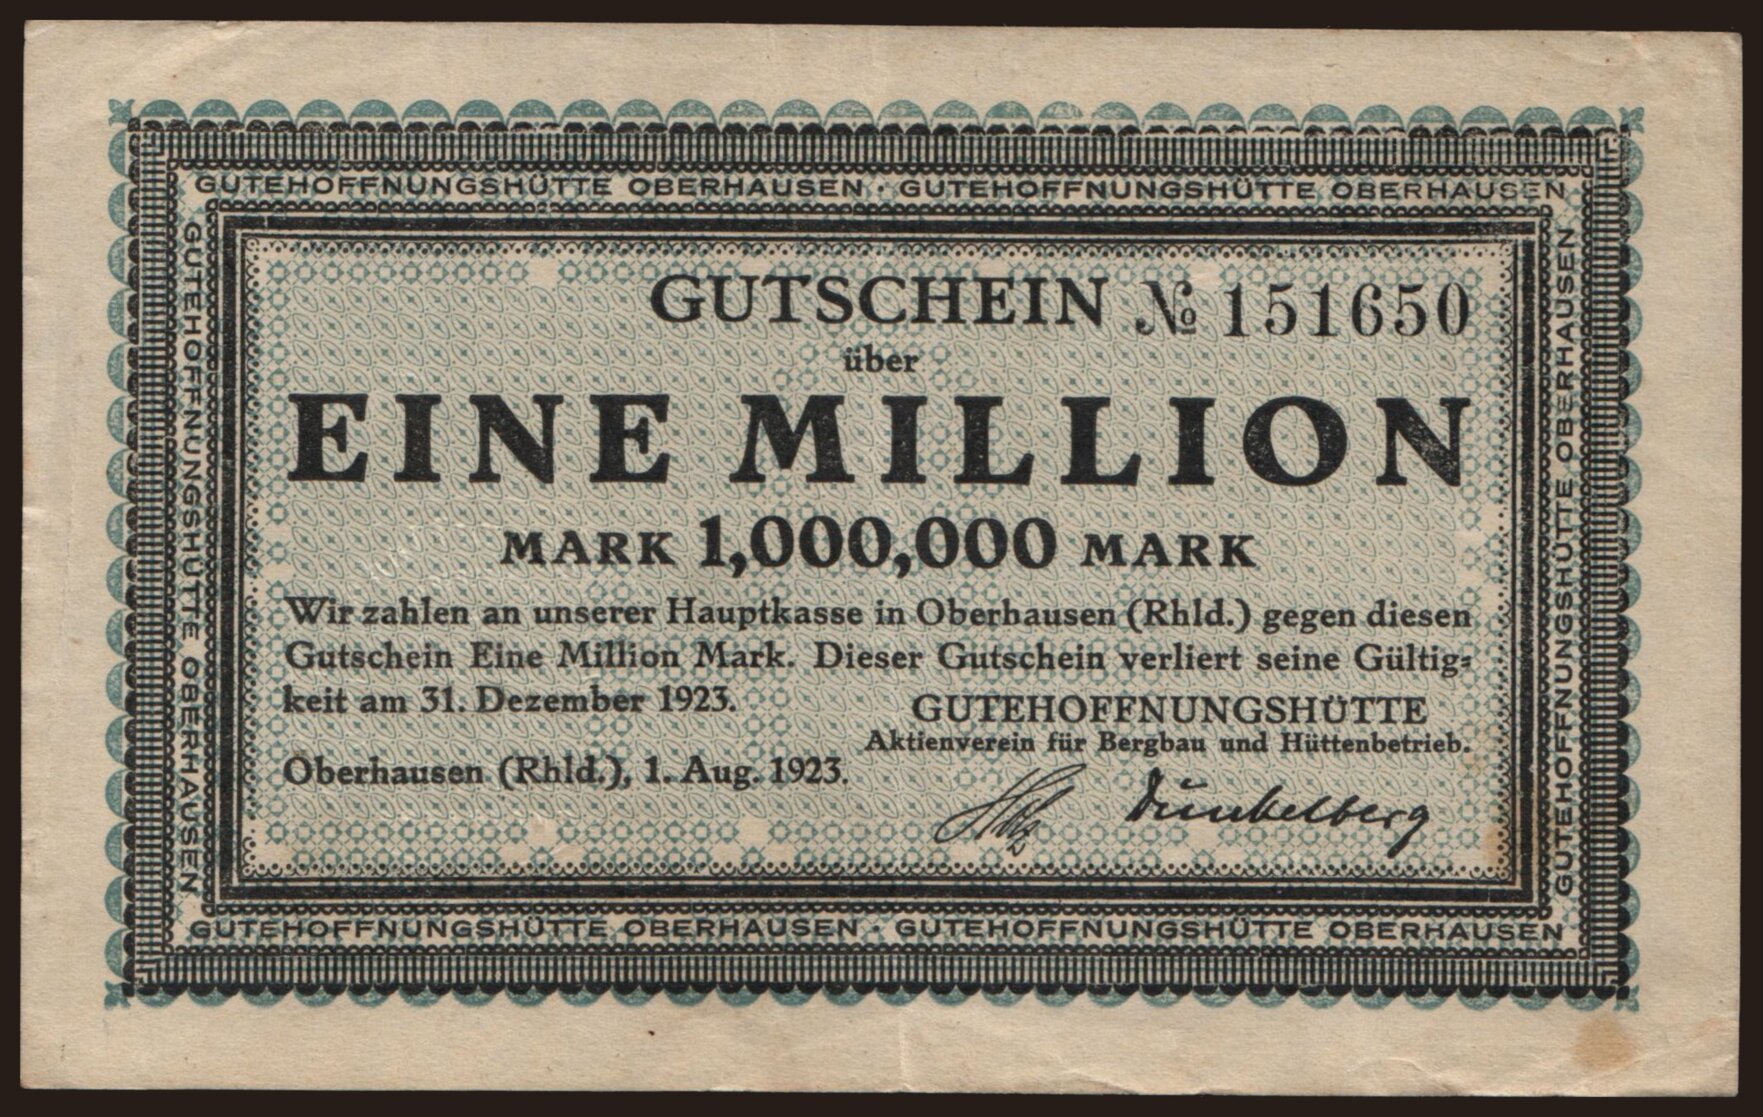 GUTEHOFFNUNGSHÜTTE OBERHAUSEN · GUTEHOFFNUNGSHÜTTE OBERHAUSEN
GUTEHOFFNUNGSHÜTTE OBERHAUSEN
GUTSCHEIN № 151650
über
EINE MILLION
MARK 1,000,000 MARK
Wir zahlen an unserer Hauptkasse in Oberhausen (Rhld.) gegen diesen
Gutschein Eine Million Mark. Dieser Gutschein verliert seine Gültig=
keit am 31. Dezember 1923.
GUTEHOFFNUNGSHÜTTE
Aktienverein für Bergbau und Hüttenbetrieb.
Oberhausen (Rhld.), 1. Aug. 1923.
Dünkelberg
GUTEHOFFNUNGSHÜTTE OBERHAUSEN
GUTEHOFFNUNGSHÜTTE OBERHAUSEN · GUTEHOFFNUNGSHÜTTE OBERHAUSEN